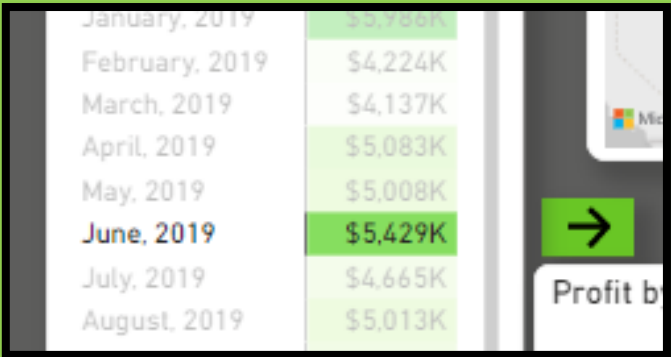 January, 2019 $5,986K
February, 2019 $4,224K
March, 2019 $4,137K
April, 2019 $5,083K
May, 2019 $5,008K
June, 2019 $5,429K
July, 2019 $4,665K
August, 2019 $5,013K
Mic
Profit by